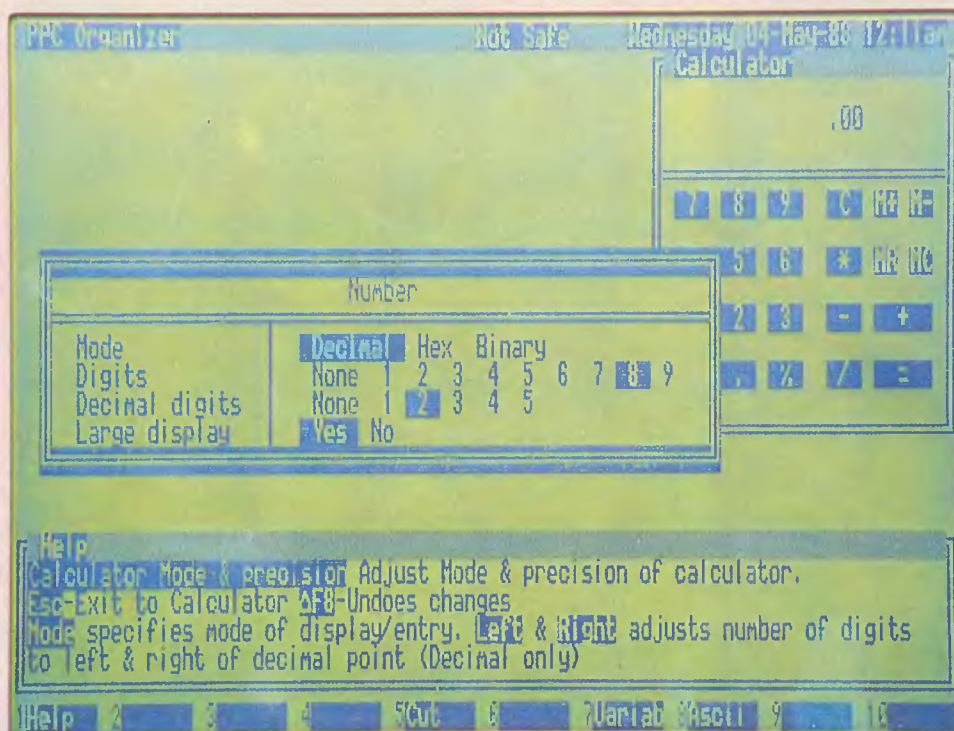 PPC Organizer Not Safe Wednesday 04-May-88 12:11am
Calculator
.00
7 8 9 C M+ M-
5 6 * MR MC
2 3 - +
. % / =
Number
Mode Decimal Hex Binary
Digits None 1 2 3 4 5 6 7 8 9
Decimal digits None 1 2 3 4 5
Large display Yes No
Help
Calculator Mode & precision Adjust Mode & precision of calculator.
Esc-Exit to Calculator ΔF8-Undoes changes
Mode specifies mode of display/entry. Left & Right adjusts number of digits
to left & right of decimal point (Decimal only)
1Help 2 3 4 5Cut 6 7Variab 8Ascii 9 10